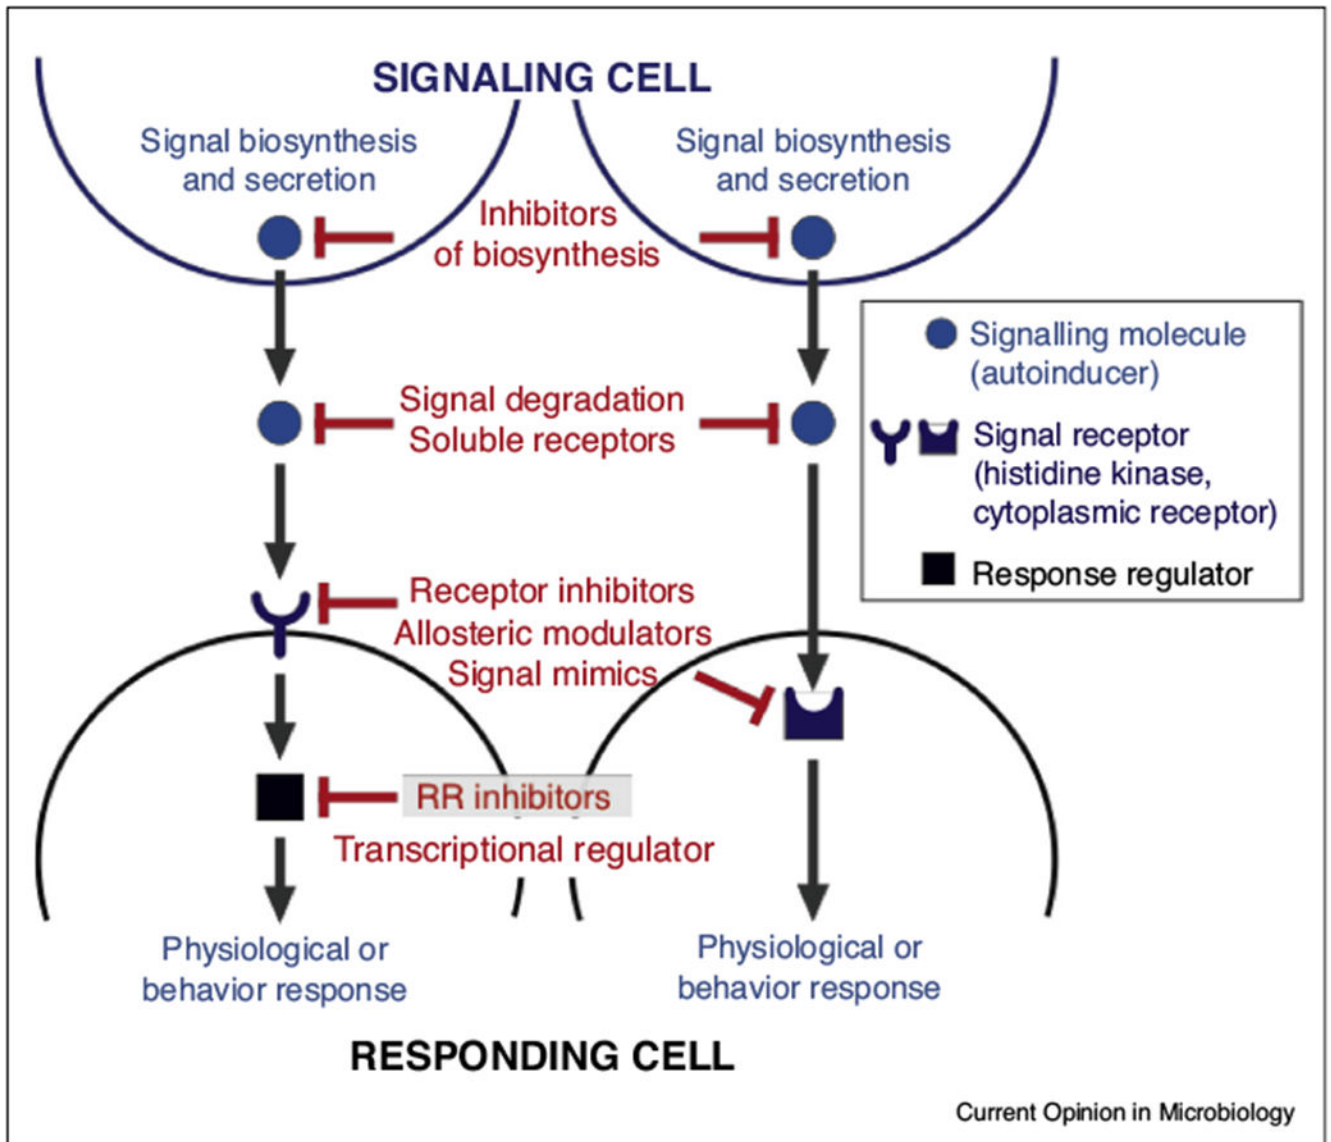 SIGNALING CELL
Signal biosynthesis
and secretion
Signal biosynthesis
and secretion
Inhibitors
of biosynthesis
Signal degradation
Soluble receptors
Signalling molecule
(autoinducer)
Signal receptor
(histidine kinase,
cytoplasmic receptor)
Response regulator
Receptor inhibitors
Allosteric modulators
Signal mimics
RR inhibitors
Transcriptional regulator
Physiological or
behavior response
Physiological or
behavior response
RESPONDING CELL
Current Opinion in Microbiology